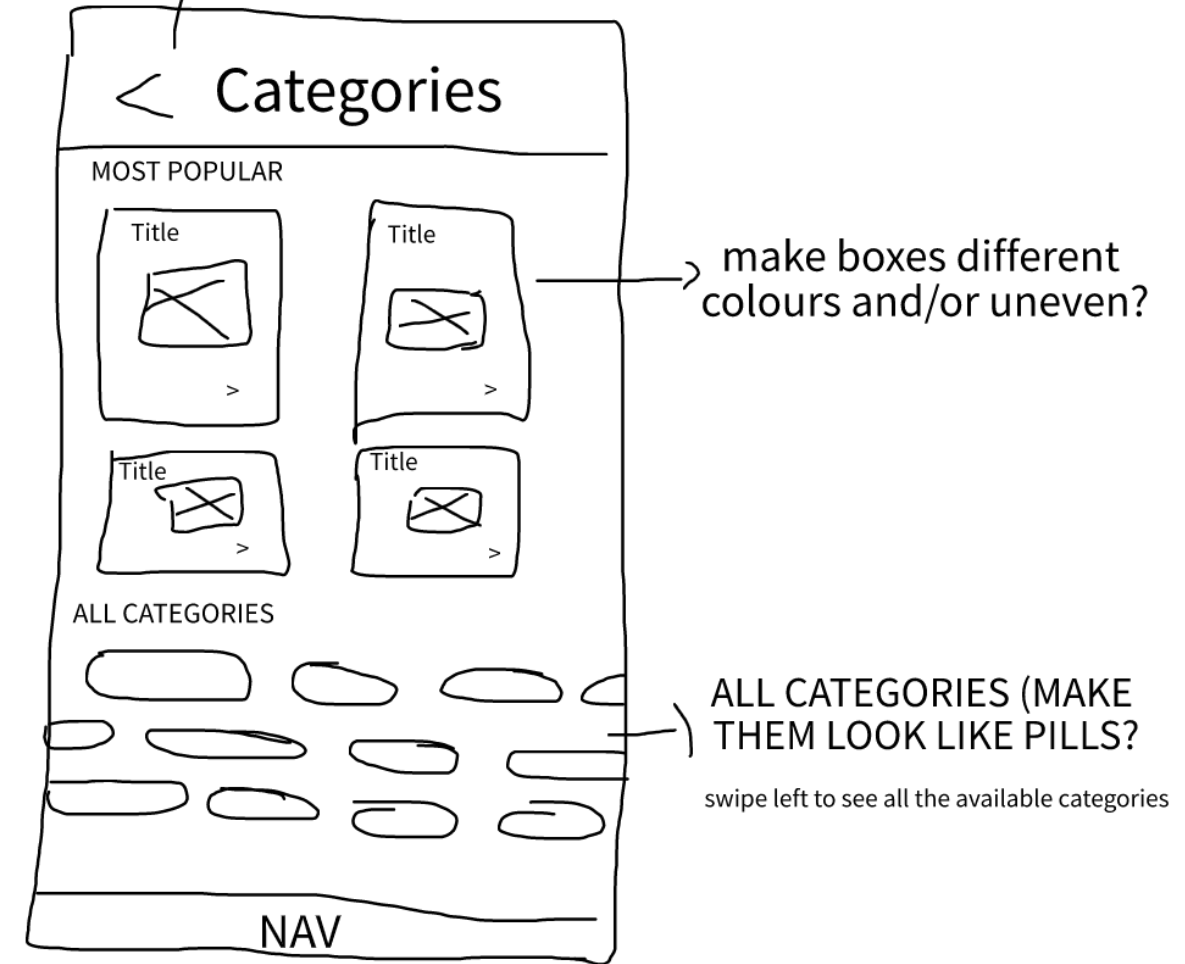 < Categories
MOST POPULAR
Title
Title
>
>
make boxes different
colours and/or uneven?
Title
Title
>
>
ALL CATEGORIES
ALL CATEGORIES (MAKE
THEM LOOK LIKE PILLS?
swipe left to see all the available categories
NAV